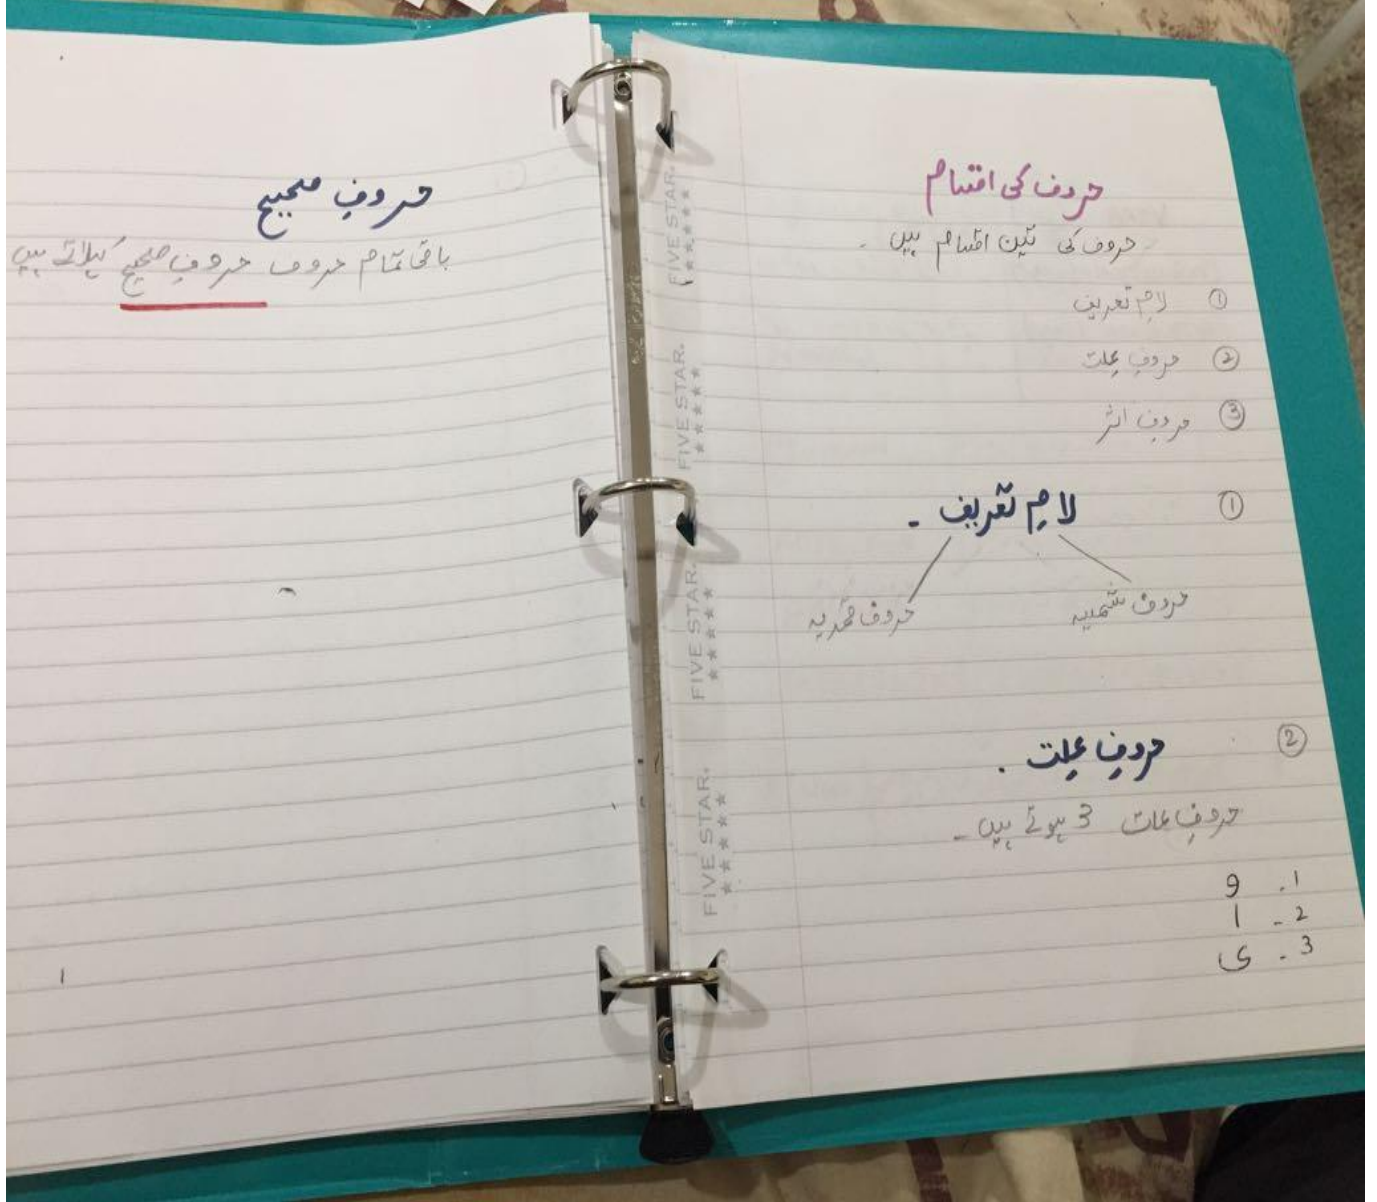 حروف کی اقسام
حروف کی تین اقسام ہیں ۔
① لامِ تعریف
② حروفِ علت
③ حروفِ اثر
① لامِ تعریف ۔
حروف شمسیہ
حروف قمریہ
② حروفِ علت ۔
حروفِ علت 3 ہوتے ہیں ۔
1. و
2. ا
3. ی
حروفِ صحیح
باقی تمام حروف حروفِ صحیح کہلاتے ہیں
FIVE STAR.
FIVE STAR.
FIVE STAR.
FIVE STAR.